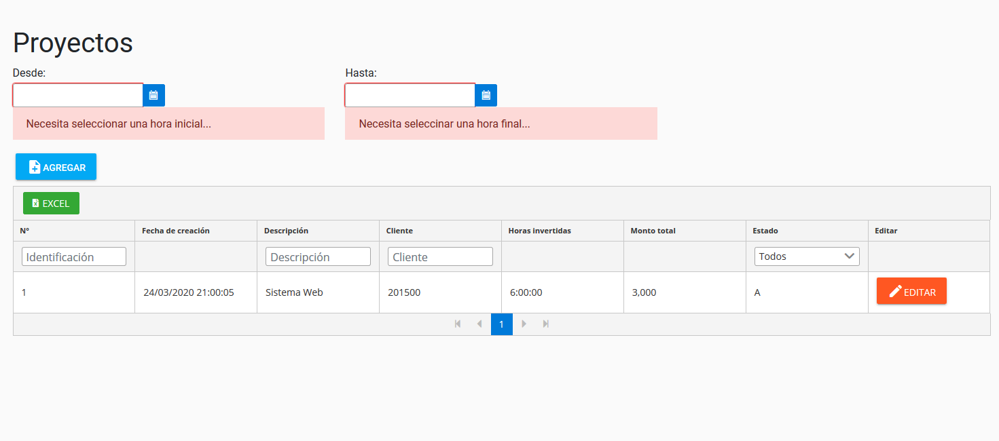 Proyectos
Desde: Hasta:
Necesita seleccionar una hora inicial... Necesita seleccinar una hora final...
AGREGAR
EXCEL
Nº Fecha de creación Descripción Cliente Horas invertidas Monto total Estado Editar
Identificación Descripción Cliente Todos
1 24/03/2020 21:00:05 Sistema Web 201500 6:00:00 3,000 A EDITAR
1